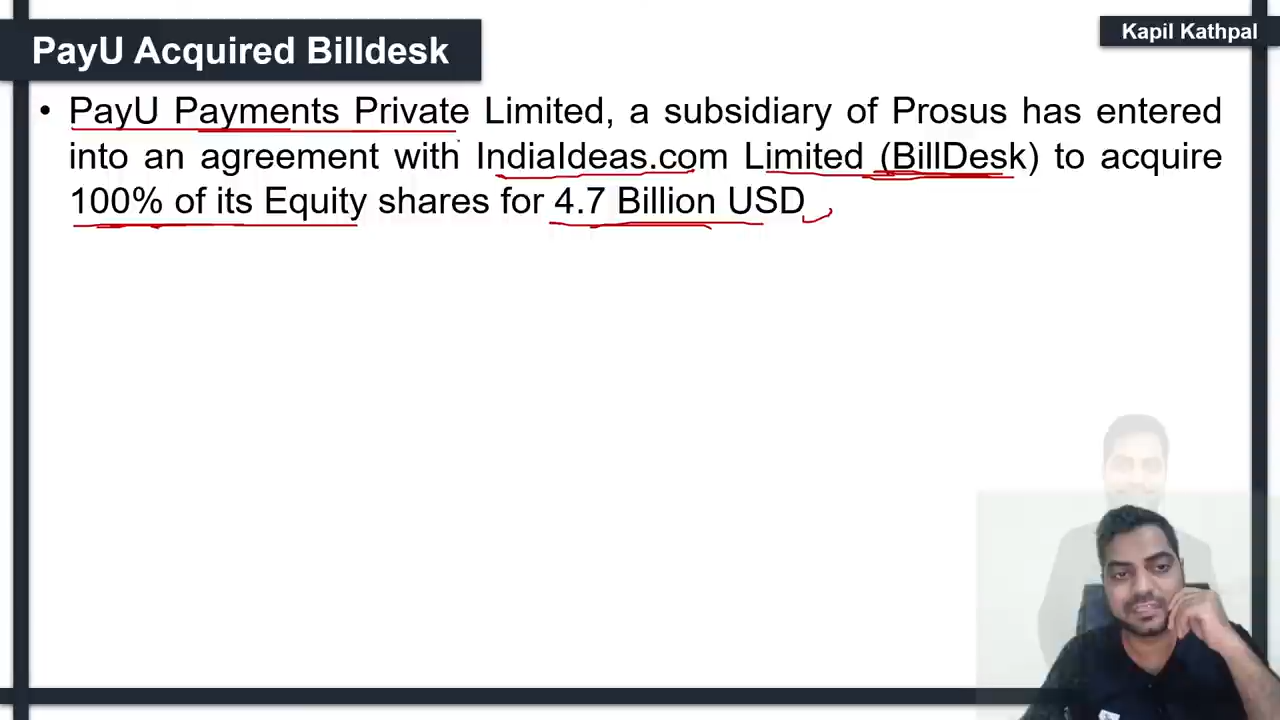 PayU Acquired Billdesk
Kapil Kathpal
• PayU Payments Private Limited, a subsidiary of Prosus has entered
into an agreement with IndiaIdeas.com Limited (BillDesk) to acquire
100% of its Equity shares for 4.7 Billion USD